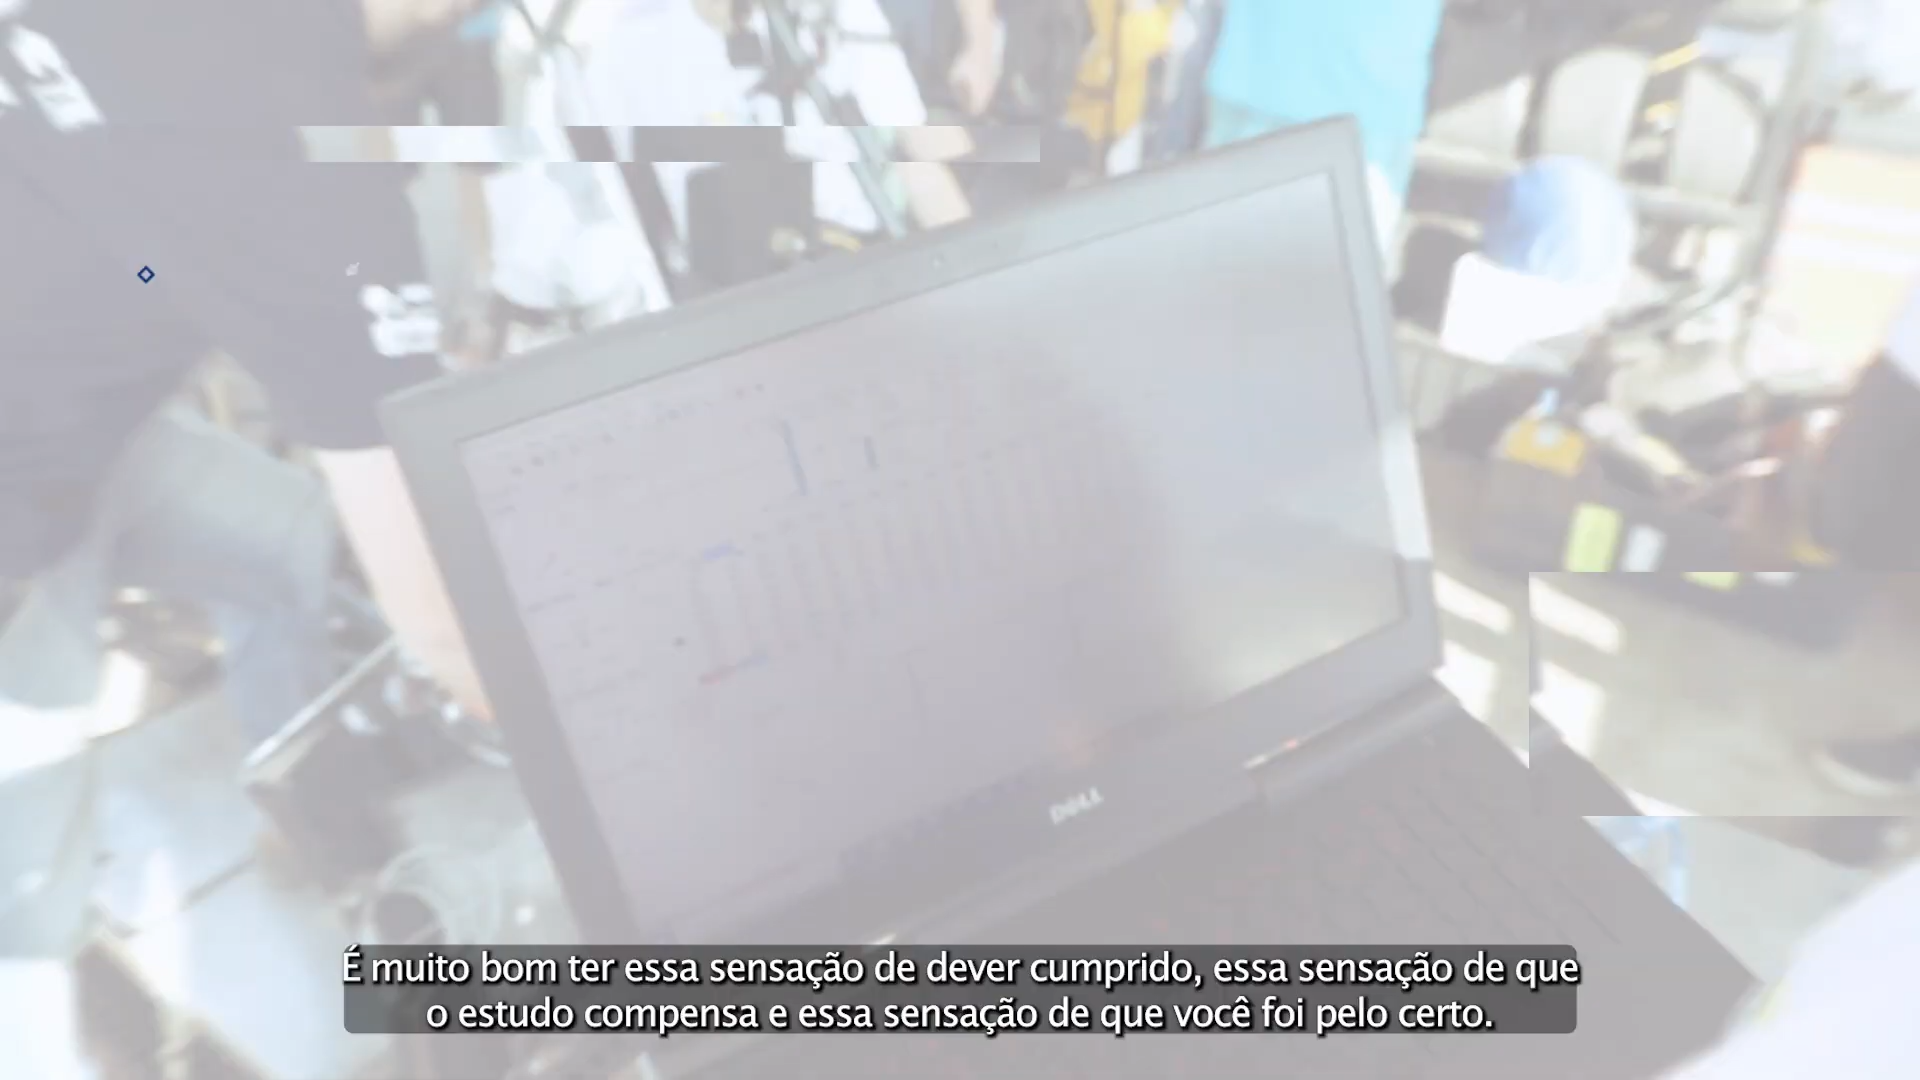 DELL
É muito bom ter essa sensação de dever cumprido, essa sensação de que
o estudo compensa e essa sensação de que você foi pelo certo.